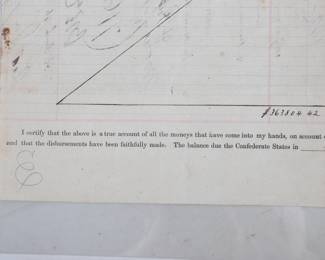 $363804.42
I certify that the above is a true account of all the moneys that have come into my hands, on account
and that the disbursements have been faithfully made. The balance due the Confederate States in